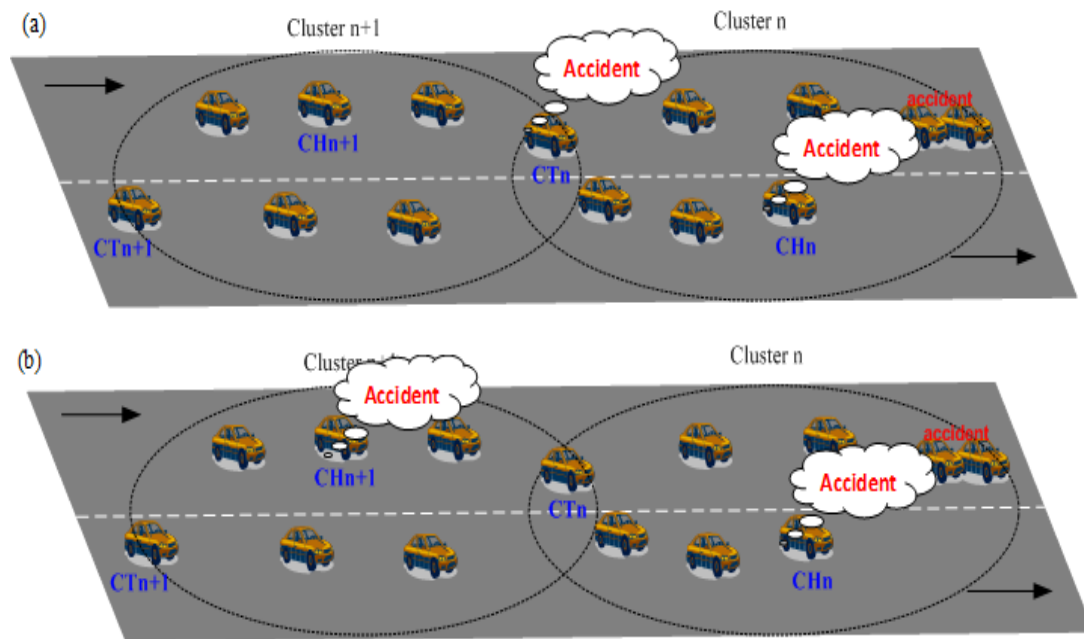 (a)
Cluster n+1
Cluster n
Accident
accident
CHn+1
Accident
CTn
CTn+1
CHn
(b)
Cluster
Cluster n
Accident
accident
CHn+1
Accident
CTn
CTn+1
CHn